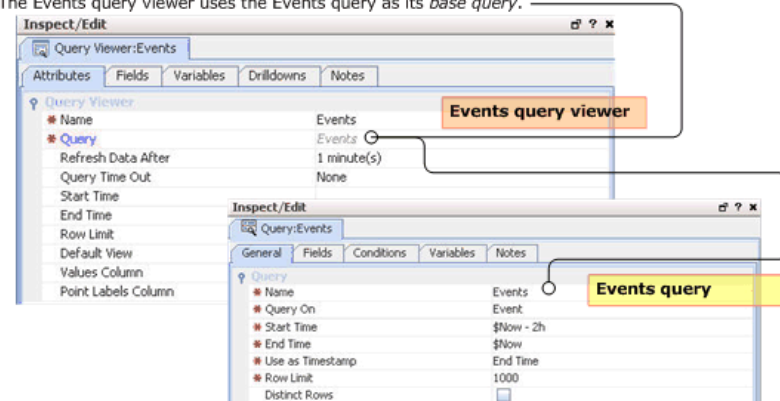 The Events query viewer uses the Events query as its base query.
Inspect/Edit
Query Viewer:Events
Attributes Fields Variables Drilldowns Notes
Query Viewer
Name Events
Query Events
Refresh Data After 1 minute(s)
Query Time Out None
Start Time
End Time
Row Limit
Default View
Values Column
Point Labels Column
Events query viewer
Inspect/Edit
Query:Events
General Fields Conditions Variables Notes
Query
Name Events
Query On Event
Start Time $Now - 2h
End Time $Now
Use as Timestamp End Time
Row Limit 1000
Distinct Rows
Events query